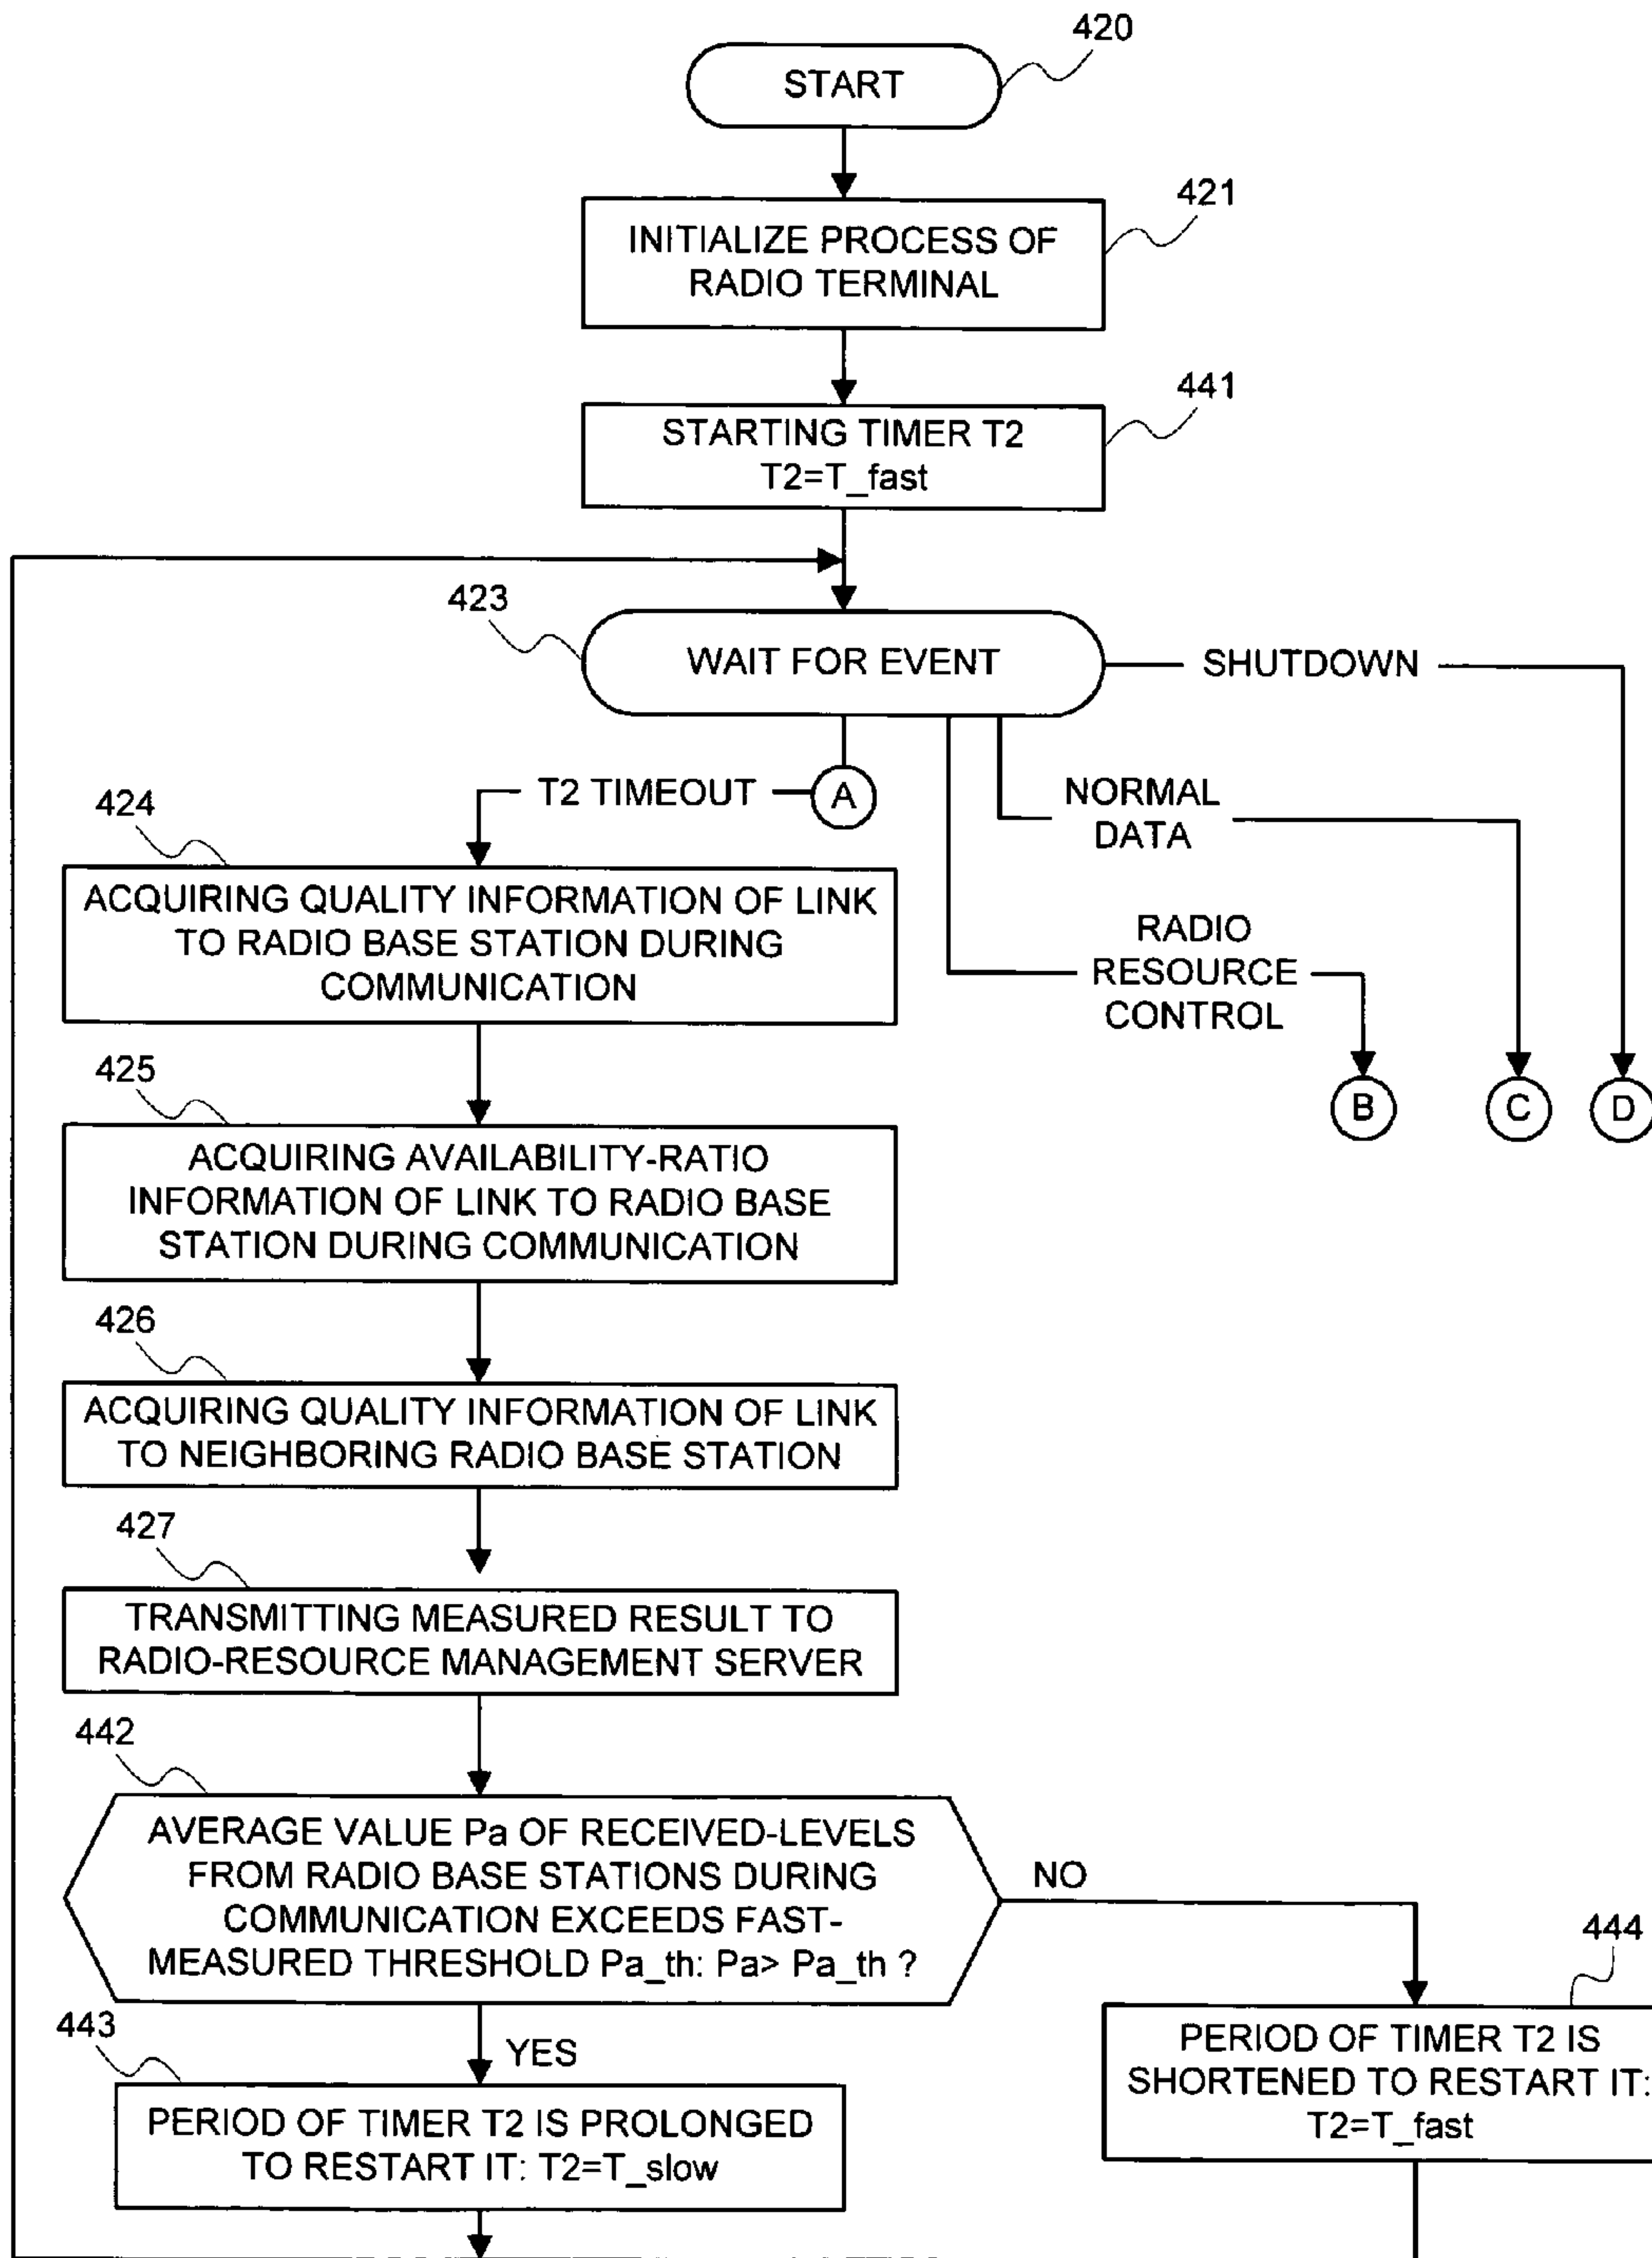 420
START
421
INITIALIZE PROCESS OF
RADIO TERMINAL
441
STARTING TIMER T2
T2=T_fast
423
WAIT FOR EVENT
SHUTDOWN
T2 TIMEOUT
A
NORMAL
DATA
RADIO
RESOURCE
CONTROL
B
C
D
424
ACQUIRING QUALITY INFORMATION OF LINK
TO RADIO BASE STATION DURING
COMMUNICATION
425
ACQUIRING AVAILABILITY-RATIO
INFORMATION OF LINK TO RADIO BASE
STATION DURING COMMUNICATION
426
ACQUIRING QUALITY INFORMATION OF LINK
TO NEIGHBORING RADIO BASE STATION
427
TRANSMITTING MEASURED RESULT TO
RADIO-RESOURCE MANAGEMENT SERVER
442
AVERAGE VALUE Pa OF RECEIVED-LEVELS
FROM RADIO BASE STATIONS DURING
COMMUNICATION EXCEEDS FAST-
MEASURED THRESHOLD Pa_th: Pa> Pa_th ?
NO
YES
443
PERIOD OF TIMER T2 IS PROLONGED
TO RESTART IT: T2=T_slow
444
PERIOD OF TIMER T2 IS
SHORTENED TO RESTART IT:
T2=T_fast